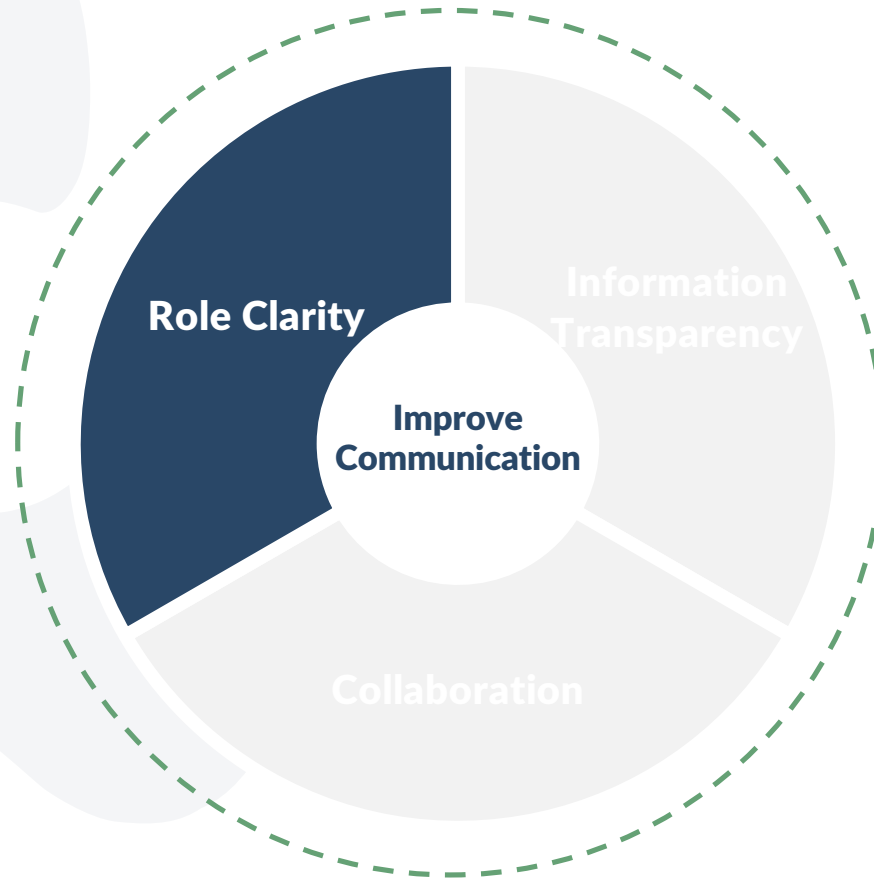 Information
Transparency
Role Clarity
Improve
Communication
Collaboration